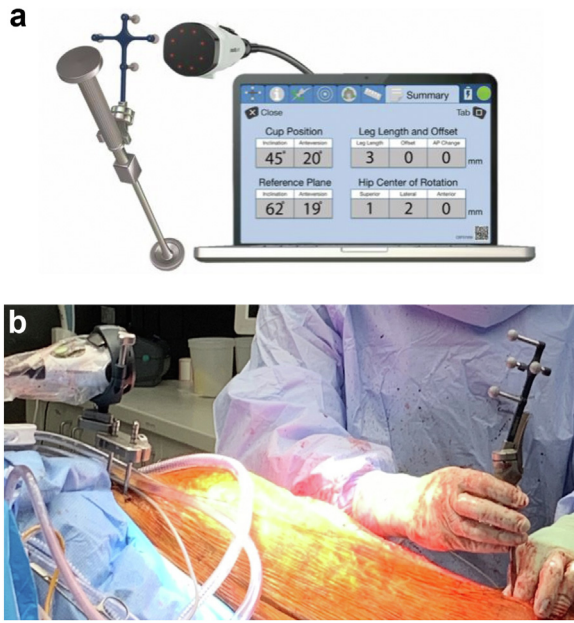 a
Summary
Close
Tab
Cup Position
Inclination Anteversion
45° 20°
Leg Length and Offset
Leg Length Offset AP Change
3 0 0 mm
Reference Plane
Inclination Anteversion
62° 19°
Hip Center of Rotation
Superior Lateral Anterior
1 2 0 mm
b